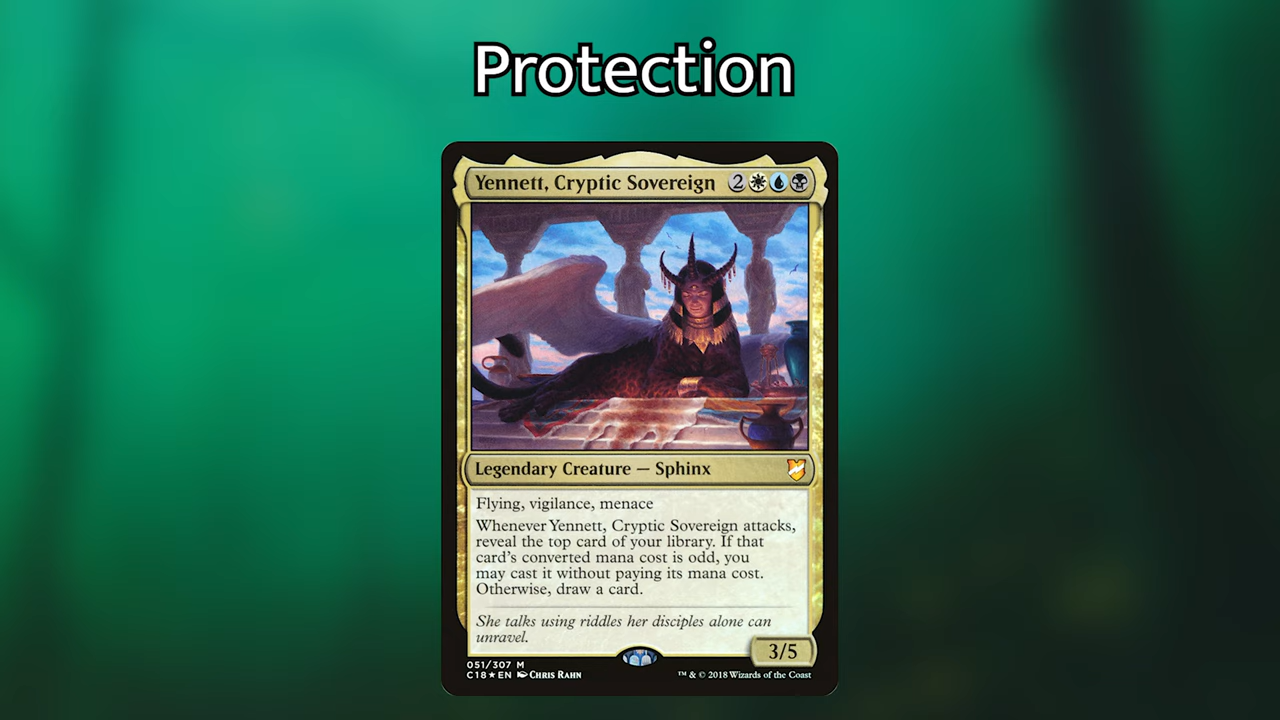 Protection
Yennett, Cryptic Sovereign 2
Legendary Creature — Sphinx
Flying, vigilance, menace
Whenever Yennett, Cryptic Sovereign attacks,
reveal the top card of your library. If that
card's converted mana cost is odd, you
may cast it without paying its mana cost.
Otherwise, draw a card.
She talks using riddles her disciples alone can
unravel.
3/5
051/307 M
C18★EN Chris Rahn
™ & © 2018 Wizards of the Coast